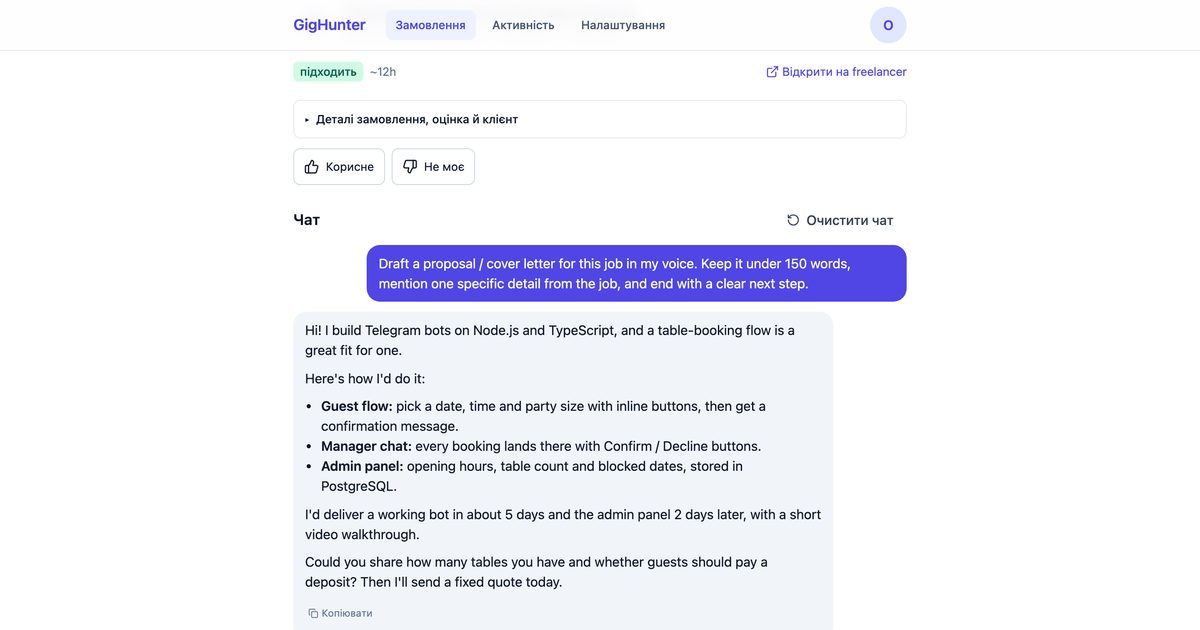 GigHunter Замовлення Активність Налаштування O
підходить ~12h Відкрити на freelancer
▸ Деталі замовлення, оцінка й клієнт
Корисне Не моє
Чат Очистити чат
Draft a proposal / cover letter for this job in my voice. Keep it under 150 words,
mention one specific detail from the job, and end with a clear next step.
Hi! I build Telegram bots on Node.js and TypeScript, and a table-booking flow is a
great fit for one.
Here's how I'd do it:
• Guest flow: pick a date, time and party size with inline buttons, then get a
confirmation message.
• Manager chat: every booking lands there with Confirm / Decline buttons.
• Admin panel: opening hours, table count and blocked dates, stored in
PostgreSQL.
I'd deliver a working bot in about 5 days and the admin panel 2 days later, with a short
video walkthrough.
Could you share how many tables you have and whether guests should pay a
deposit? Then I'll send a fixed quote today.
Копіювати